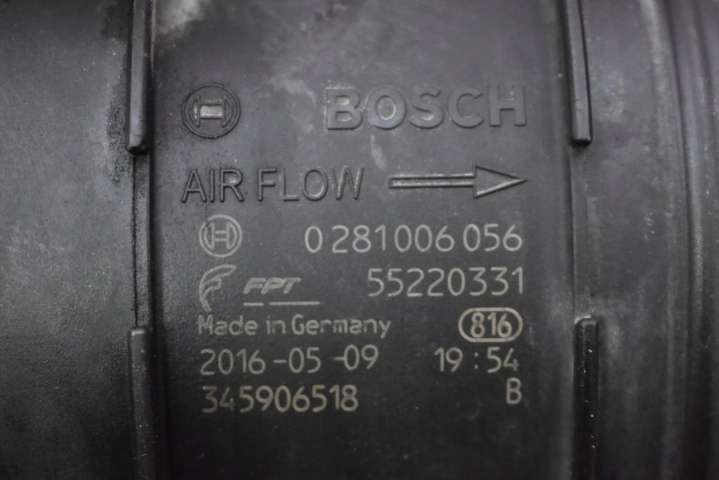 BOSCH
AIR FLOW
0 281 006 056
FPT 55220331
Made in Germany 816
2016-05-09 19:54
345906518 B